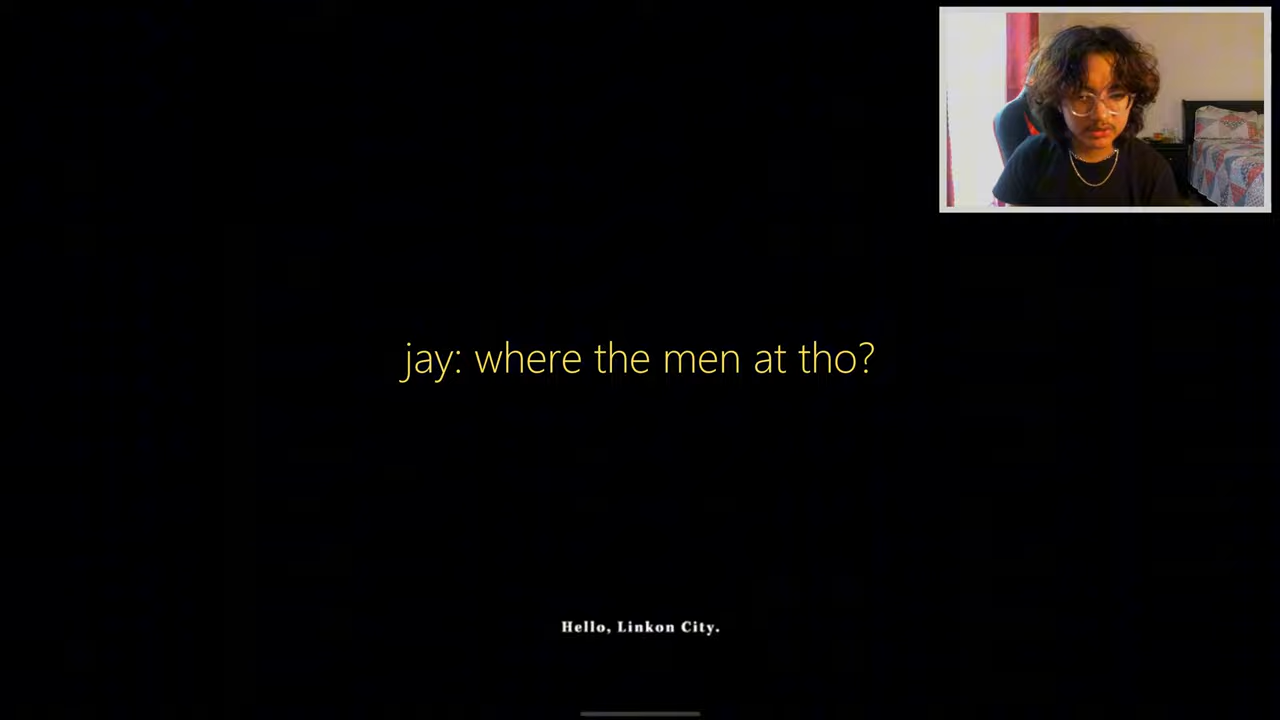 jay: where the men at tho?
Hello, Linkon City.